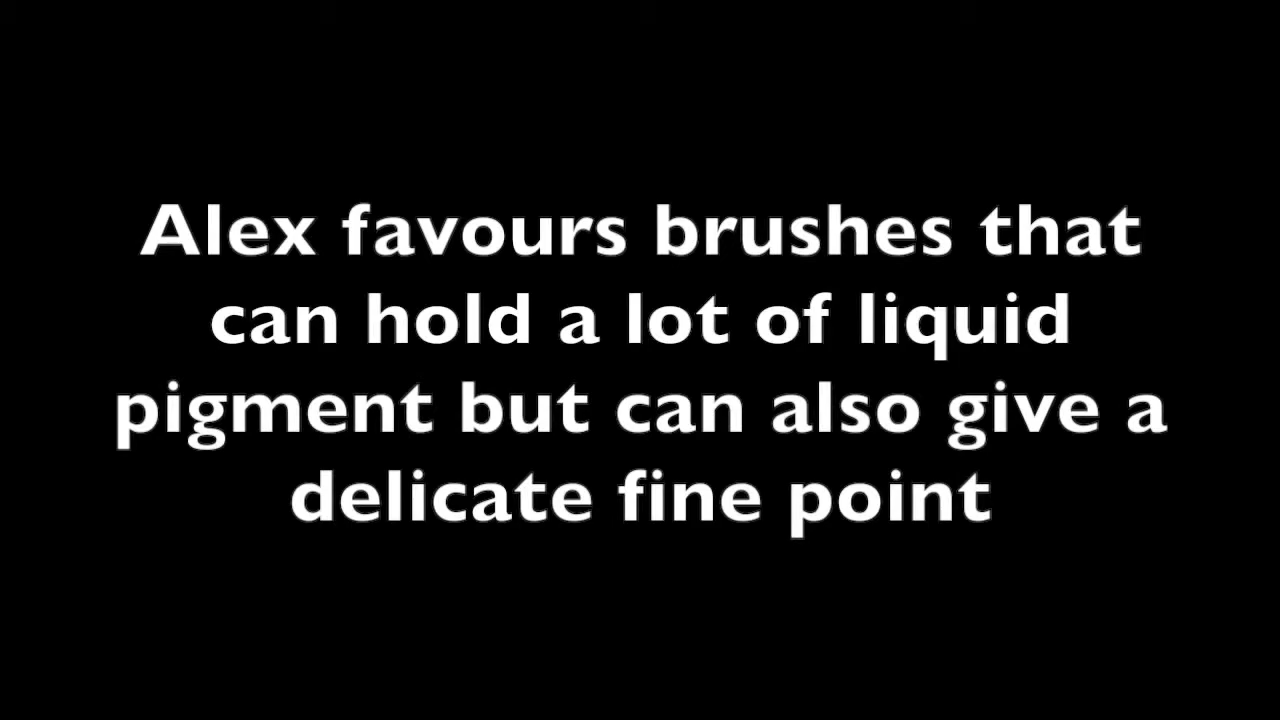 Alex favours brushes that
can hold a lot of liquid
pigment but can also give a
delicate fine point